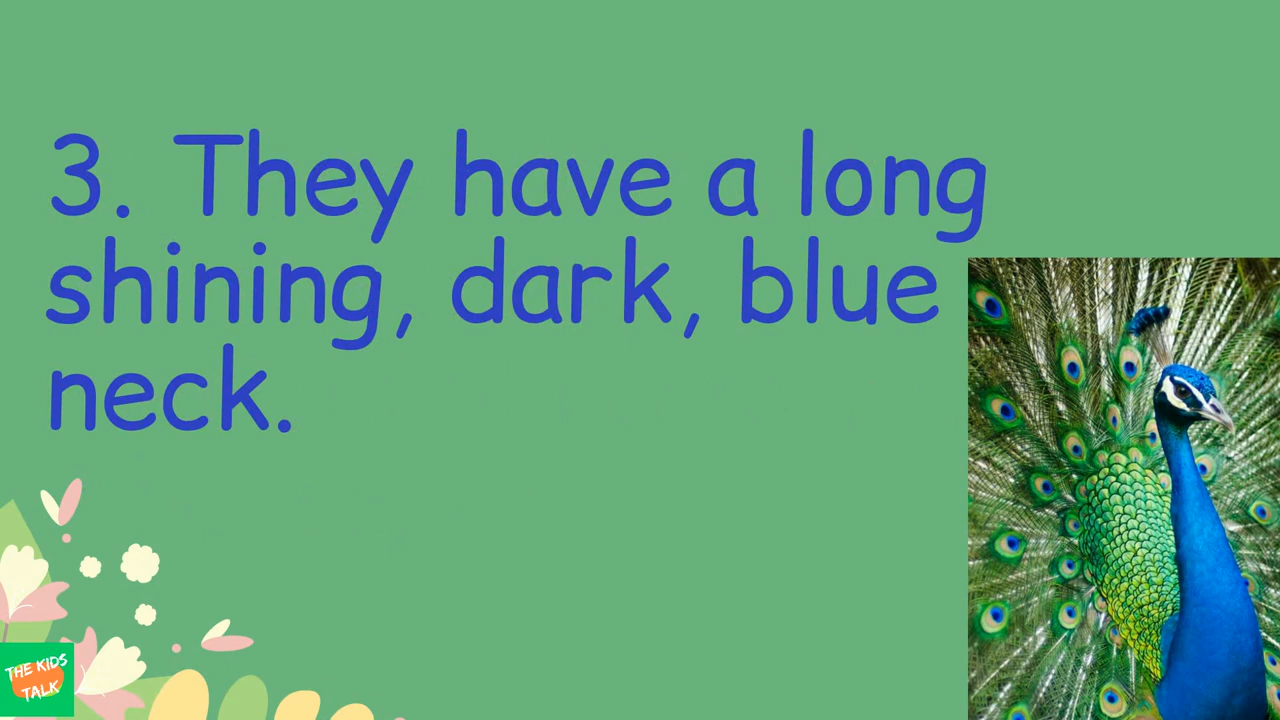 3. They have a long
shining, dark, blue
neck.
THE KIDS
TALK